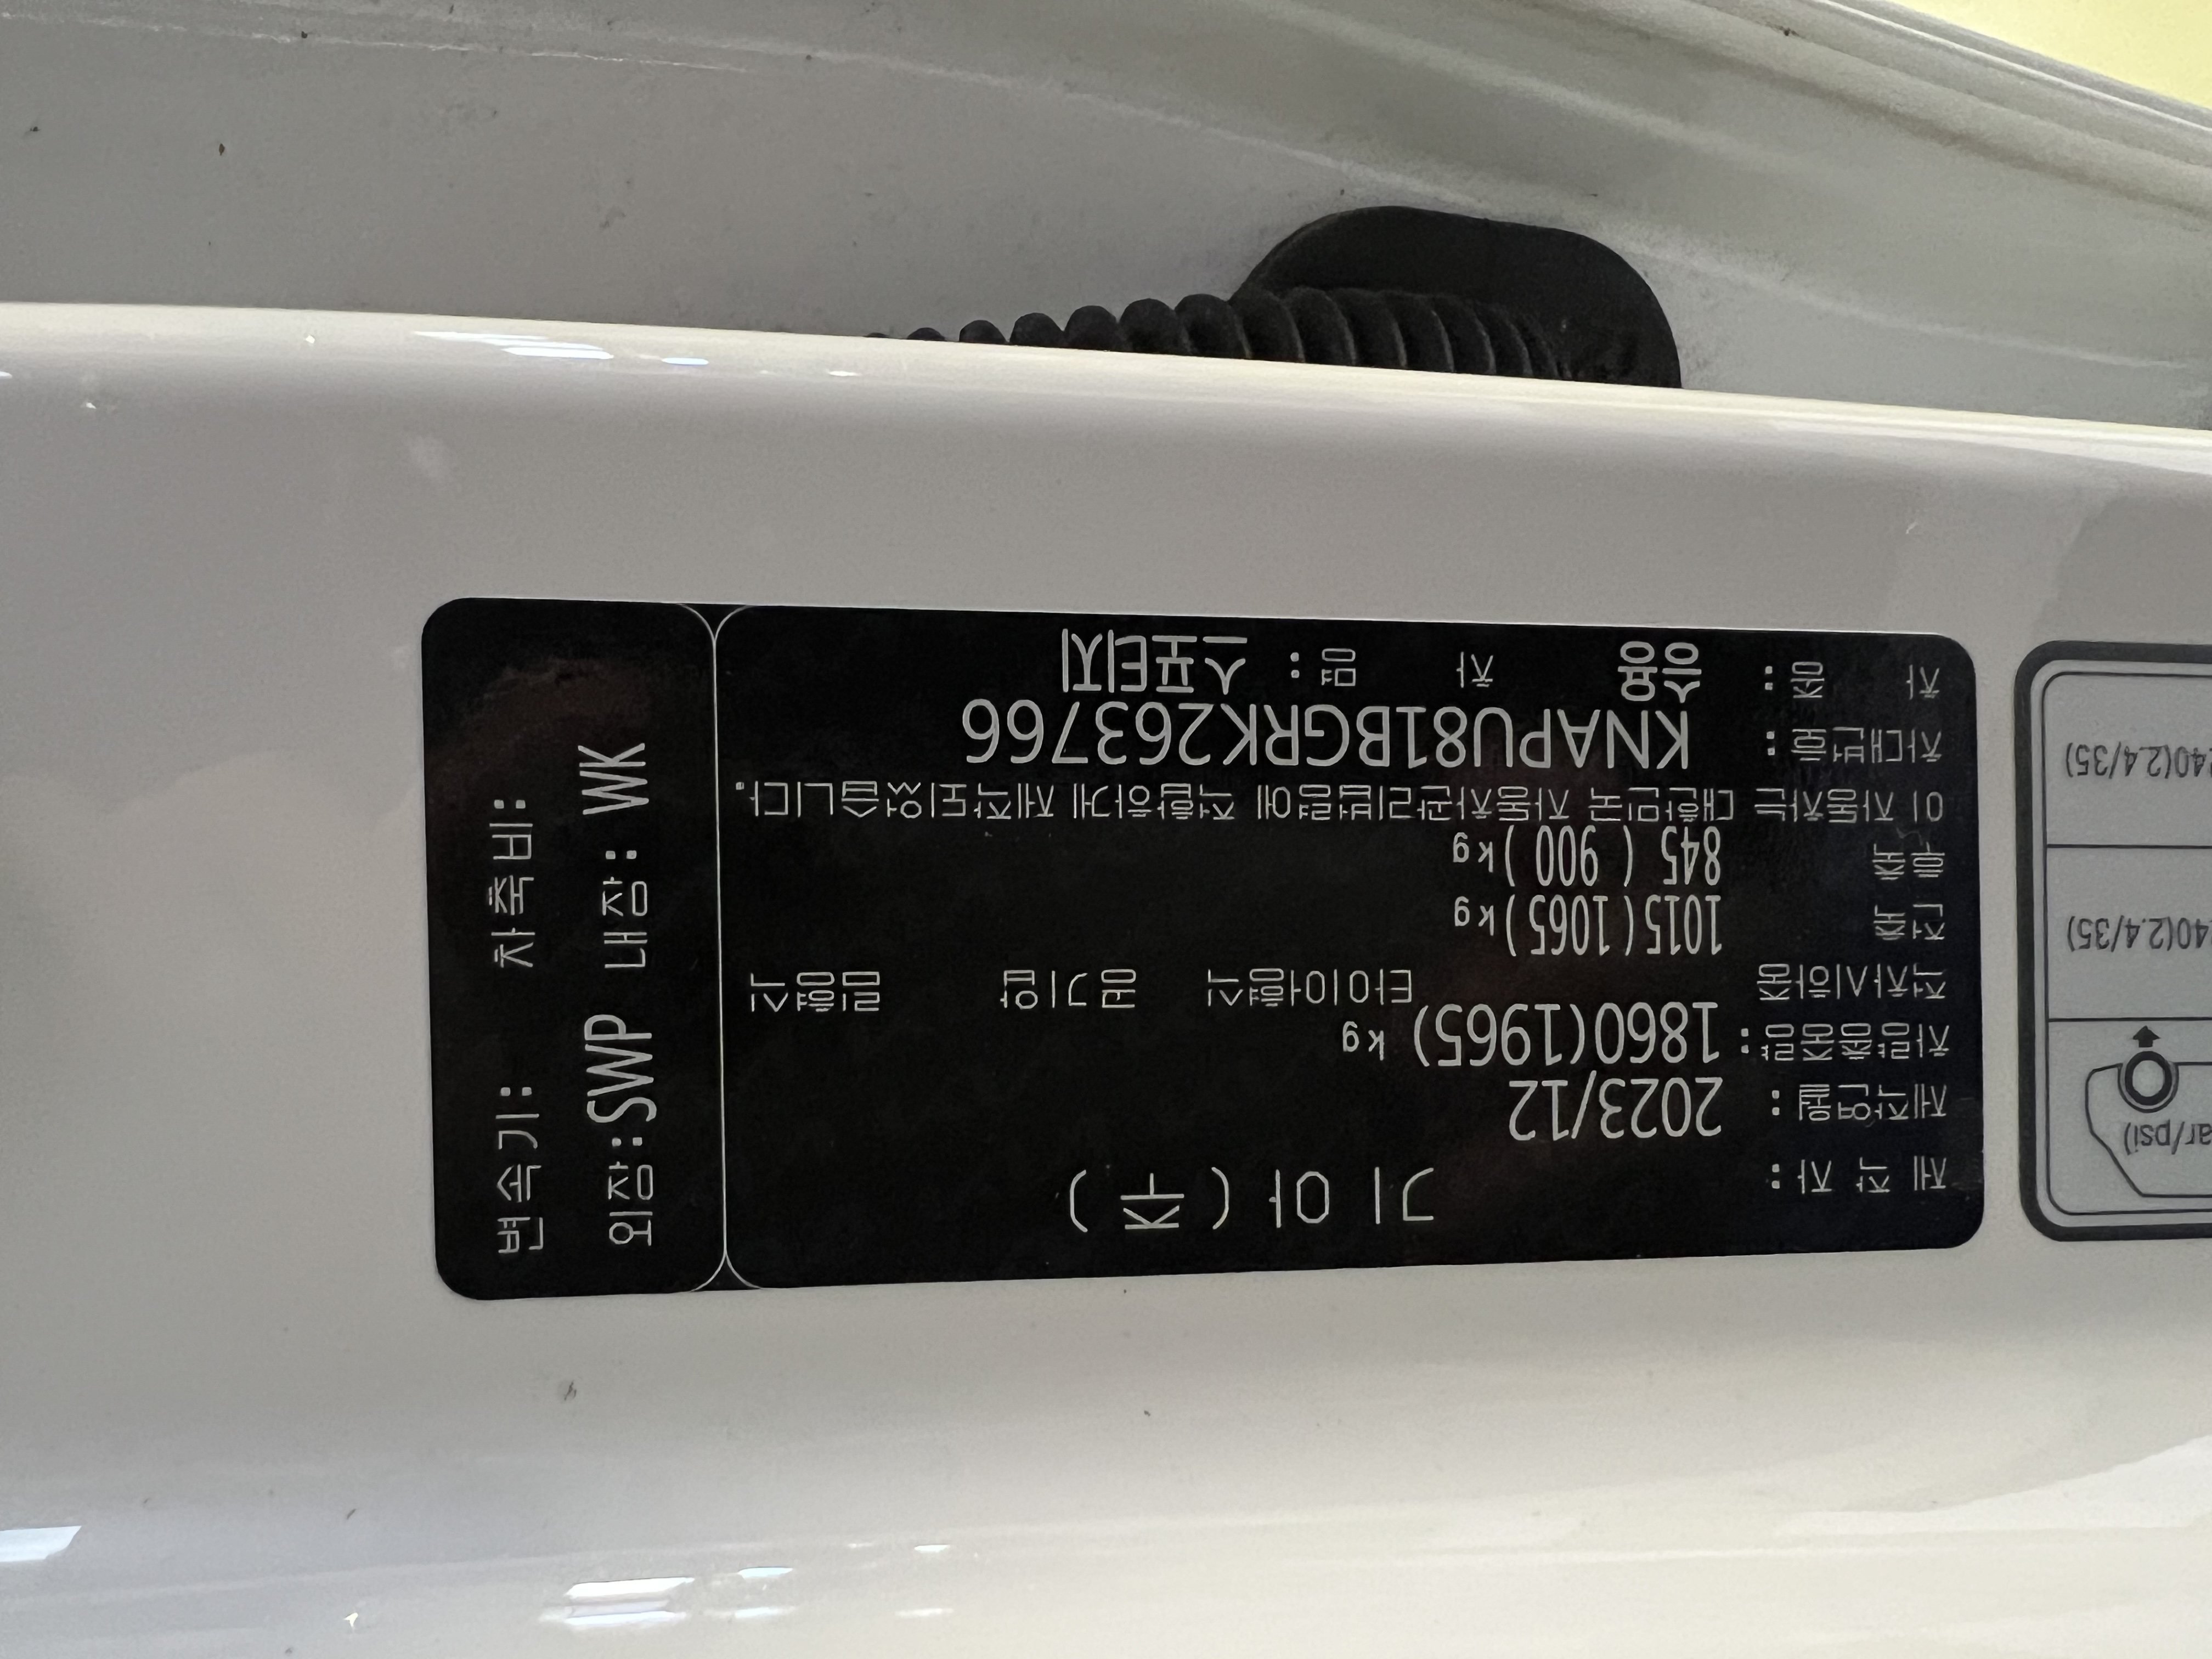 제 작 자: 기 아 ( 주 )
제작연월: 2023/12
차량총중량: 1860(1965) kg
적차시하중 타이어형식 공기압 림형식
전 축 1015(1065)kg
후 축 845 ( 900 )kg
이 자동차는 대한민국 자동차관리법령에 적합하게 제작되었습니다.
차대번호: KNAPU81BGRK263766
차 종: 승용 차 명: 스포티지
변속기: 차축비:
외장:SWP 내장: WK
ar/psi)
40(2.4/35)
240(2.4/35)